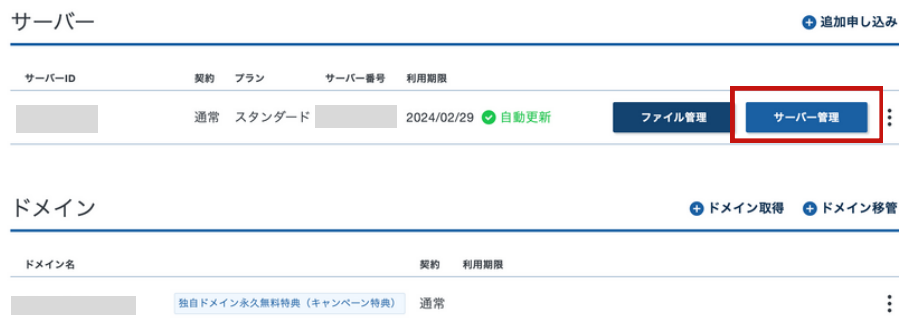 サーバー
追加申し込み
サーバーID 契約 プラン サーバー番号 利用期限
通常 スタンダード 2024/02/29 自動更新 ファイル管理 サーバー管理
ドメイン
ドメイン取得 ドメイン移管
ドメイン名 契約 利用期限
独自ドメイン永久無料特典（キャンペーン特典） 通常